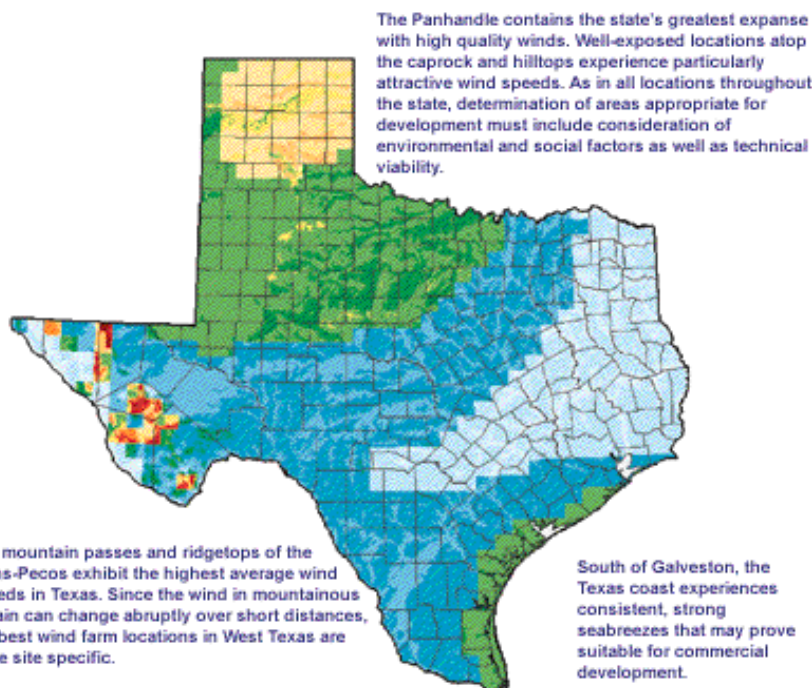 The Panhandle contains the state's greatest expanse
with high quality winds. Well-exposed locations atop
the caprock and hilltops experience particularly
attractive wind speeds. As in all locations throughout
the state, determination of areas appropriate for
development must include consideration of
environmental and social factors as well as technical
viability.
mountain passes and ridgetops of the
s-Pecos exhibit the highest average wind
eds in Texas. Since the wind in mountainous
ain can change abruptly over short distances,
best wind farm locations in West Texas are
e site specific.
South of Galveston, the
Texas coast experiences
consistent, strong
seabreezes that may prove
suitable for commercial
development.